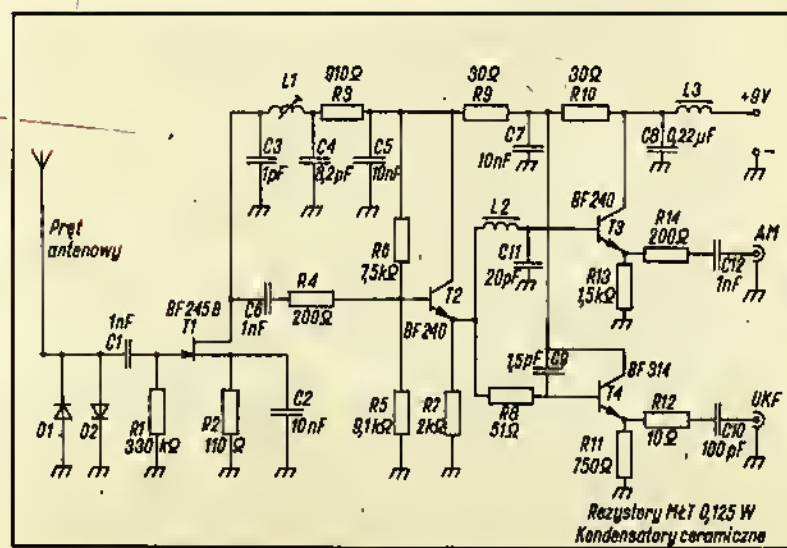 L1
910Ω
R3
30Ω
R9
30Ω
R10
L3
+9V
-
C3
1pF
C4
8,2pF
C5
10nF
C7
10nF
C8
0,22µF
Pręt
antenowy
R6
7,5kΩ
L2
BF240
T3
R14
200Ω
AM
C11
20pF
R13
1,5kΩ
C12
1nF
1nF
C1
BF245B
T1
C6
1nF
R4
200Ω
T2
BF240
1,5pF
C9
BF314
T4
UKF
D1
D2
R1
330 kΩ
R2
110 Ω
C2
10nF
R5
9,1kΩ
R7
2kΩ
R8
51Ω
R12
10Ω
C10
100pF
R11
750Ω
Rezystory MŁT 0,125 W
Kondensatory ceramiczne